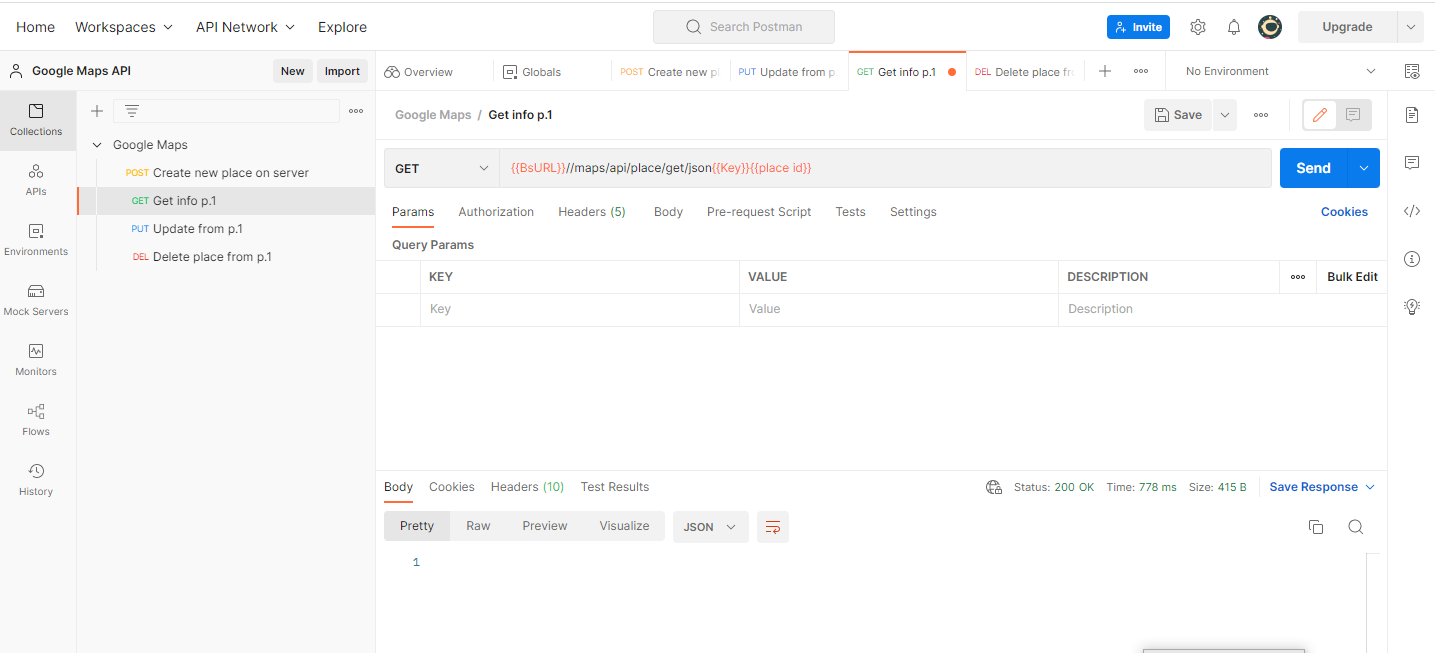 Home Workspaces API Network Explore Search Postman Invite Upgrade
Google Maps API New Import Overview Globals POST Create new pl PUT Update from p. GET Get info p.1 DEL Delete place fro No Environment
Collections
APIs
Environments
Mock Servers
Monitors
Flows
History
Google Maps
POST Create new place on server
GET Get info p.1
PUT Update from p.1
DEL Delete place from p.1
Google Maps / Get info p.1 Save
GET {{BsURL}}//maps/api/place/get/json{{Key}}{{place id}} Send
Params Authorization Headers (5) Body Pre-request Script Tests Settings Cookies
Query Params
KEY VALUE DESCRIPTION Bulk Edit
Key Value Description
Body Cookies Headers (10) Test Results Status: 200 OK Time: 778 ms Size: 415 B Save Response
Pretty Raw Preview Visualize JSON
1